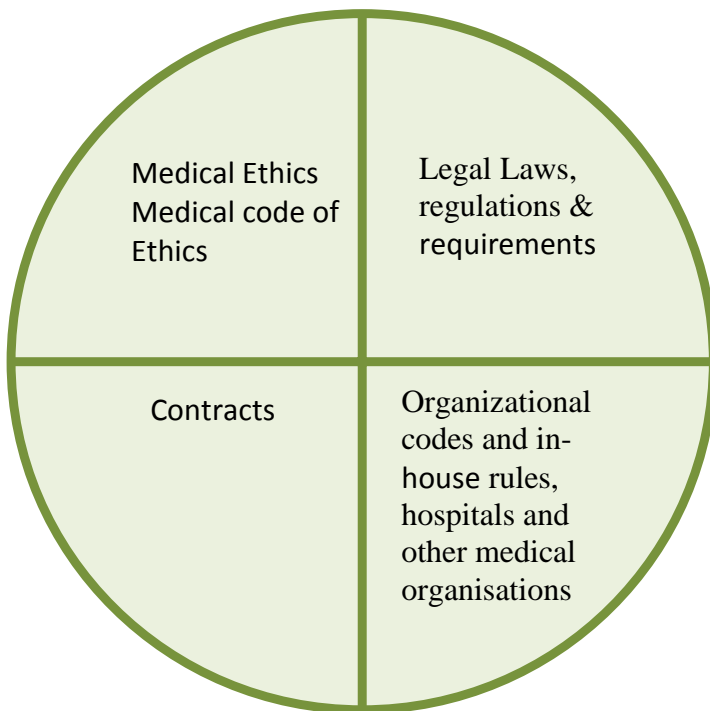 Medical Ethics
Medical code of
Ethics
Legal Laws,
regulations &
requirements
Contracts
Organizational
codes and in-
house rules,
hospitals and
other medical
organisations